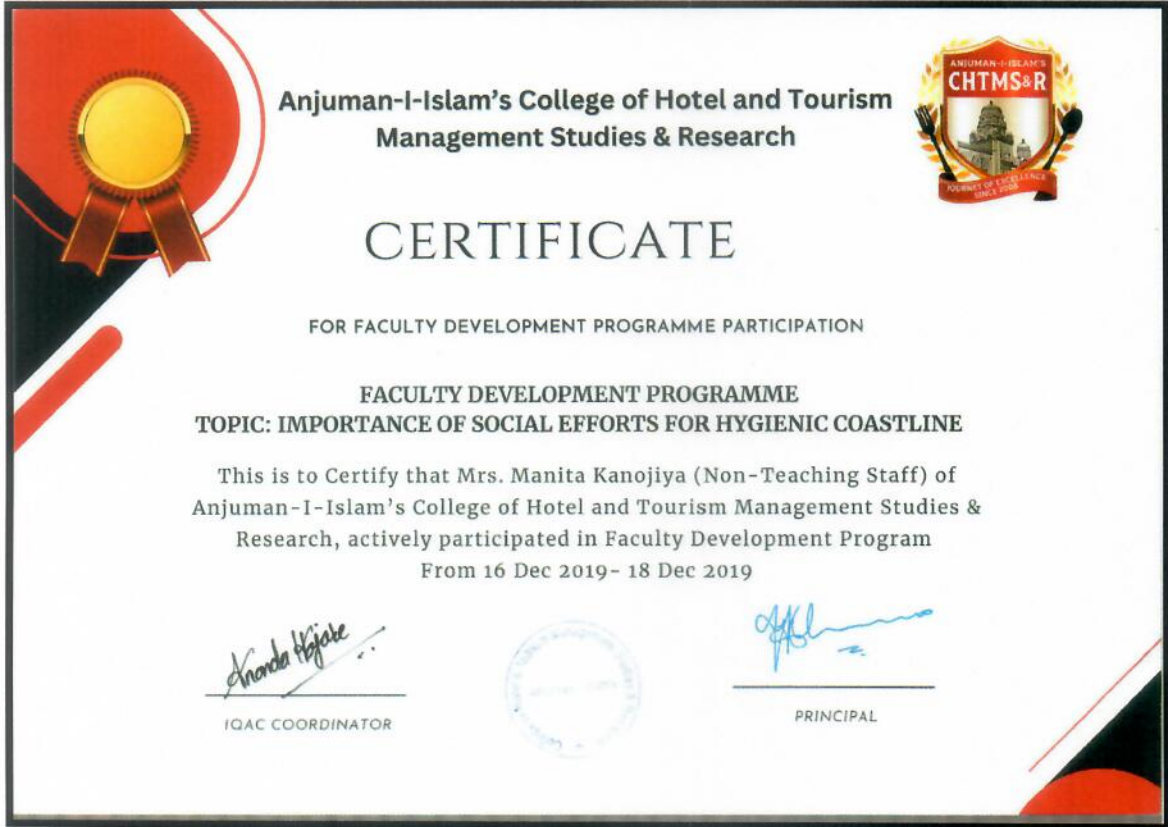 Anjuman-I-Islam's College of Hotel and Tourism
Management Studies & Research
ANJUMAN-I-ISLAM'S
CHTMS&R
JOURNEY OF EXCELLENCE
SINCE 2006
CERTIFICATE
FOR FACULTY DEVELOPMENT PROGRAMME PARTICIPATION
FACULTY DEVELOPMENT PROGRAMME
TOPIC: IMPORTANCE OF SOCIAL EFFORTS FOR HYGIENIC COASTLINE
This is to Certify that Mrs. Manita Kanojiya (Non-Teaching Staff) of
Anjuman-I-Islam's College of Hotel and Tourism Management Studies &
Research, actively participated in Faculty Development Program
From 16 Dec 2019- 18 Dec 2019
IQAC COORDINATOR
PRINCIPAL